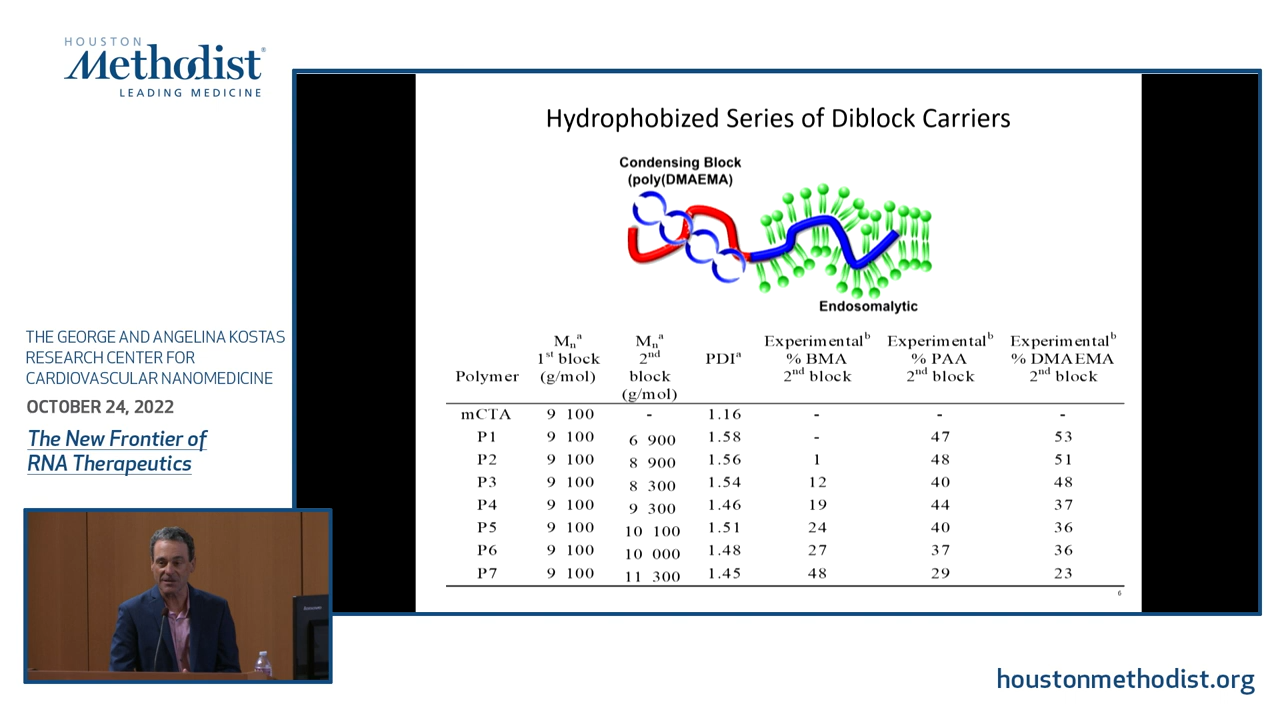 HOUSTON
Methodist®
LEADING MEDICINE
THE GEORGE AND ANGELINA KOSTAS
RESEARCH CENTER FOR
CARDIOVASCULAR NANOMEDICINE
OCTOBER 24, 2022
The New Frontier of
RNA Therapeutics
Hydrophobized Series of Diblock Carriers
Condensing Block
(poly(DMAEMA)
Endosomalytic
Polymer Mnᵃ 1st block (g/mol) Mnᵃ 2nd block (g/mol) PDIᵃ Experimentalᵇ % BMA 2nd block Experimentalᵇ % PAA 2nd block Experimentalᵇ % DMAEMA 2nd block
mCTA 9 100 - 1.16 - - -
P1 9 100 6 900 1.58 - 47 53
P2 9 100 8 900 1.56 1 48 51
P3 9 100 8 300 1.54 12 40 48
P4 9 100 9 300 1.46 19 44 37
P5 9 100 10 100 1.51 24 40 36
P6 9 100 10 000 1.48 27 37 36
P7 9 100 11 300 1.45 48 29 23
6
houstonmethodist.org